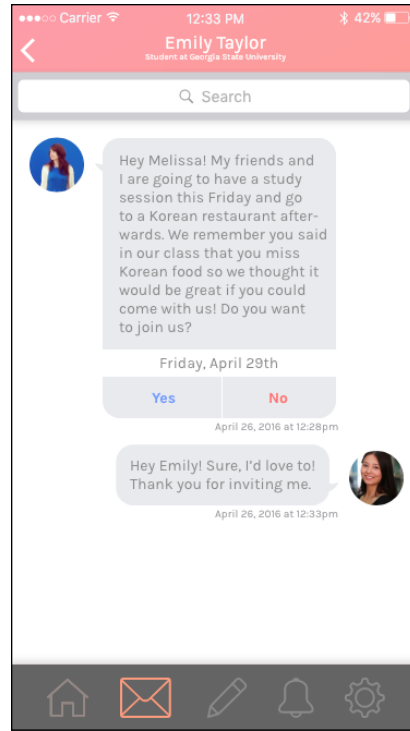 Carrier 12:33 PM 42%
Emily Taylor
Student at Georgia State University
Search
Hey Melissa! My friends and
I are going to have a study
session this Friday and go
to a Korean restaurant after-
wards. We remember you said
in our class that you miss
Korean food so we thought it
would be great if you could
come with us! Do you want
to join us?
Friday, April 29th
Yes No
April 26, 2016 at 12:28pm
Hey Emily! Sure, I'd love to!
Thank you for inviting me.
April 26, 2016 at 12:33pm